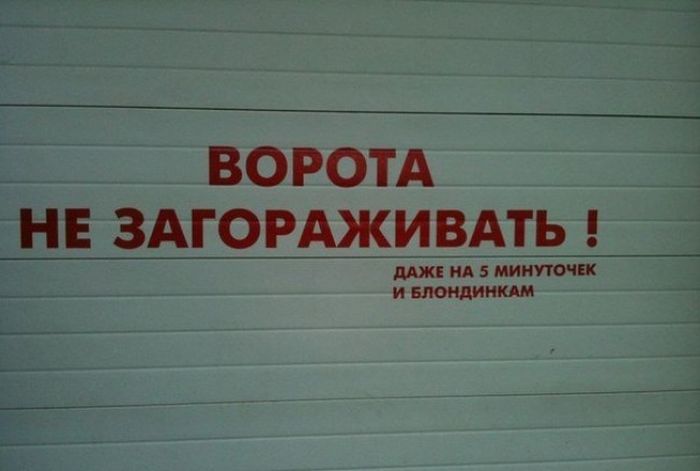 ВОРОТА
НЕ ЗАГОРАЖИВАТЬ !
ДАЖЕ НА 5 МИНУТОЧЕК
И БЛОНДИНКАМ